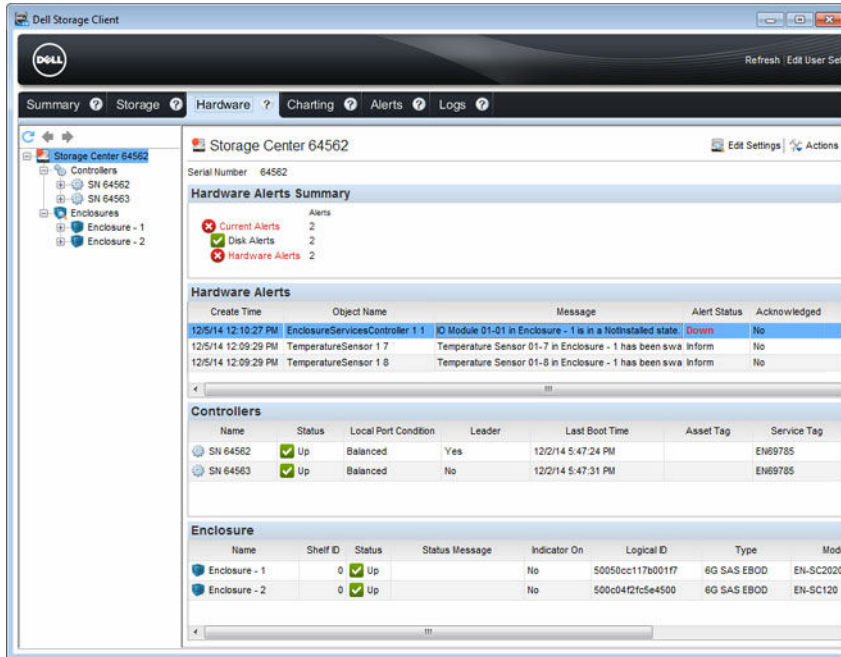 Dell Storage Client
DELL
Refresh Edit User Set
Summary ? Storage ? Hardware ? Charting ? Alerts ? Logs ?
Storage Center 64562
Controllers
SN 64562
SN 64563
Enclosures
Enclosure - 1
Enclosure - 2
Storage Center 64562
Edit Settings Actions
Serial Number 64562
Hardware Alerts Summary
Alerts
Current Alerts 2
Disk Alerts 2
Hardware Alerts 2
Hardware Alerts
Create Time Object Name Message Alert Status Acknowledged
12/5/14 12:10:27 PM EnclosureServicesController 1 1 IO Module 01-01 in Enclosure - 1 is in a NotInstalled state. Down No
12/5/14 12:09:29 PM TemperatureSensor 1 7 Temperature Sensor 01-7 in Enclosure - 1 has been swa Inform No
12/5/14 12:09:29 PM TemperatureSensor 1 8 Temperature Sensor 01-8 in Enclosure - 1 has been swa Inform No
Controllers
Name Status Local Port Condition Leader Last Boot Time Asset Tag Service Tag
SN 64562 Up Balanced Yes 12/2/14 5:47:24 PM EN69785
SN 64563 Up Balanced No 12/2/14 5:47:31 PM EN69785
Enclosure
Name Shelf ID Status Status Message Indicator On Logical ID Type Mod
Enclosure - 1 0 Up No 50050cc117b001f7 6G SAS EBOD EN-SC2020
Enclosure - 2 0 Up No 500c04f2fc5e4500 6G SAS EBOD EN-SC120